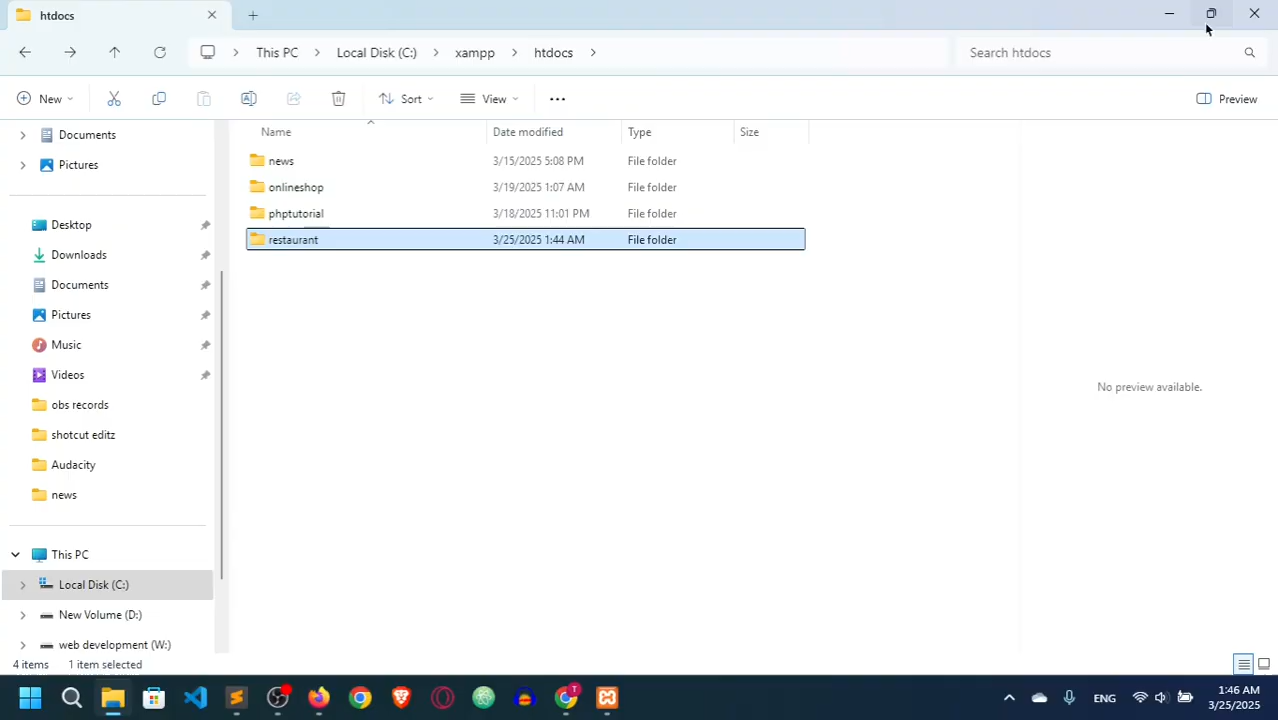 htdocs
This PC
Local Disk (C:)
xampp
htdocs
Search htdocs
New
Sort
View
Preview
Documents
Pictures
Desktop
Downloads
Documents
Pictures
Music
Videos
obs records
shotcut editz
Audacity
news
This PC
Local Disk (C:)
New Volume (D:)
web development (W:)
Name Date modified Type Size
news 3/15/2025 5:08 PM File folder
onlineshop 3/19/2025 1:07 AM File folder
phptutorial 3/18/2025 11:01 PM File folder
restaurant 3/25/2025 1:44 AM File folder
No preview available.
4 items 1 item selected
ENG
1:46 AM
3/25/2025